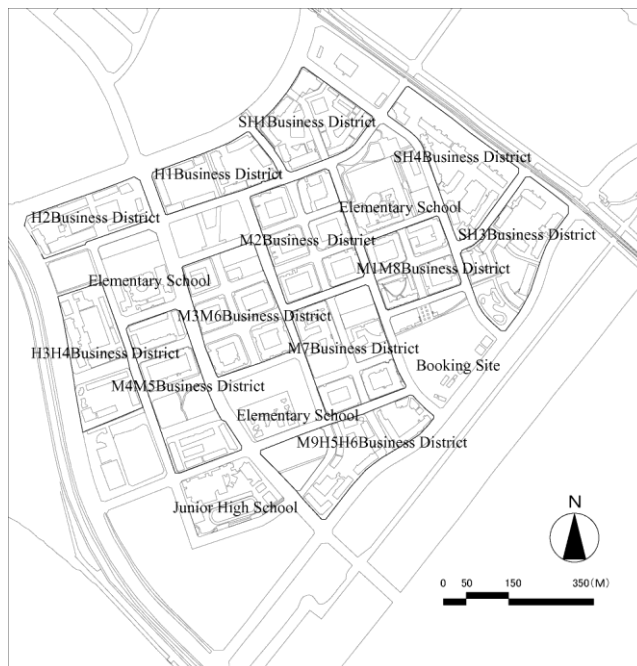 SH1Business District
H1Business District
SH4Business District
H2Business District
Elementary School
M2Business District
SH3Business District
M1M8Business District
Elementary School
M3M6Business District
H3H4Business District
M7Business District
Booking Site
M4M5Business District
Elementary School
M9H5H6Business District
Junior High School
N
0 50 150 350(M)